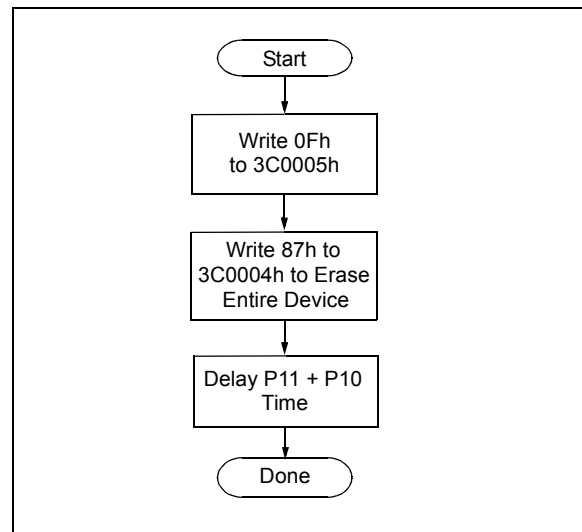 Start
Write 0Fh
to 3C0005h
Write 87h to
3C0004h to Erase
Entire Device
Delay P11 + P10
Time
Done